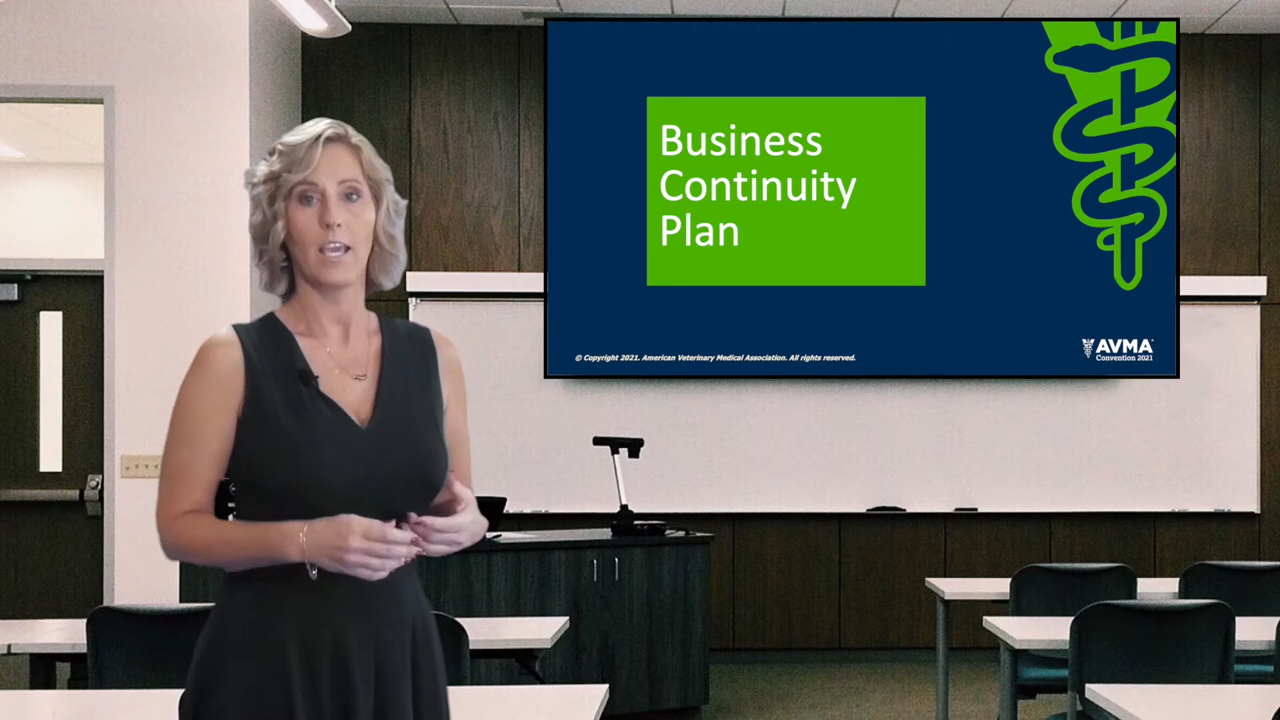 Business
Continuity
Plan
© Copyright 2021. American Veterinary Medical Association. All rights reserved.
AVMA
Convention 2021